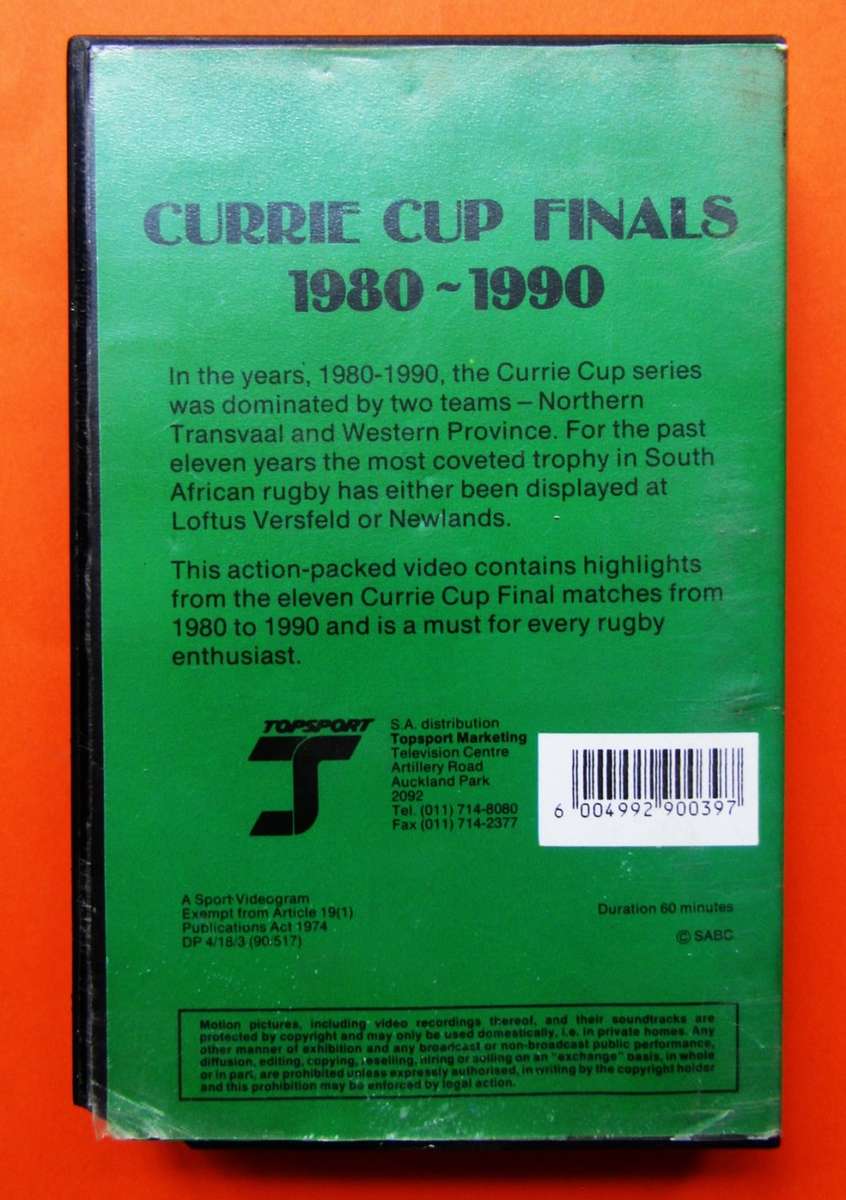 CURRIE CUP FINALS
1980~1990
In the years, 1980-1990, the Currie Cup series
was dominated by two teams – Northern
Transvaal and Western Province. For the past
eleven years the most coveted trophy in South
African rugby has either been displayed at
Loftus Versfeld or Newlands.
This action-packed video contains highlights
from the eleven Currie Cup Final matches from
1980 to 1990 and is a must for every rugby
enthusiast.
TOPSPORT
TS
S.A. distribution
Topsport Marketing
Television Centre
Artillery Road
Auckland Park
2092
Tel. (011) 714-8080
Fax (011) 714-2377
6 004992 900397
A Sport Videogram
Exempt from Article 19(1)
Publications Act 1974
DP 4/18/3 (90:517)
Duration 60 minutes
© SABC
Motion pictures, including video recordings thereof, and their soundtracks are
protected by copyright and may only be used domestically, i.e. in private homes. Any
other manner of exhibition and any broadcast or non-broadcast public performance,
diffusion, editing, copying, reselling, hiring or selling on an "exchange" basis, in whole
or in part, are prohibited unless expressly authorised, in writing by the copyright holder
and this prohibition may be enforced by legal action.